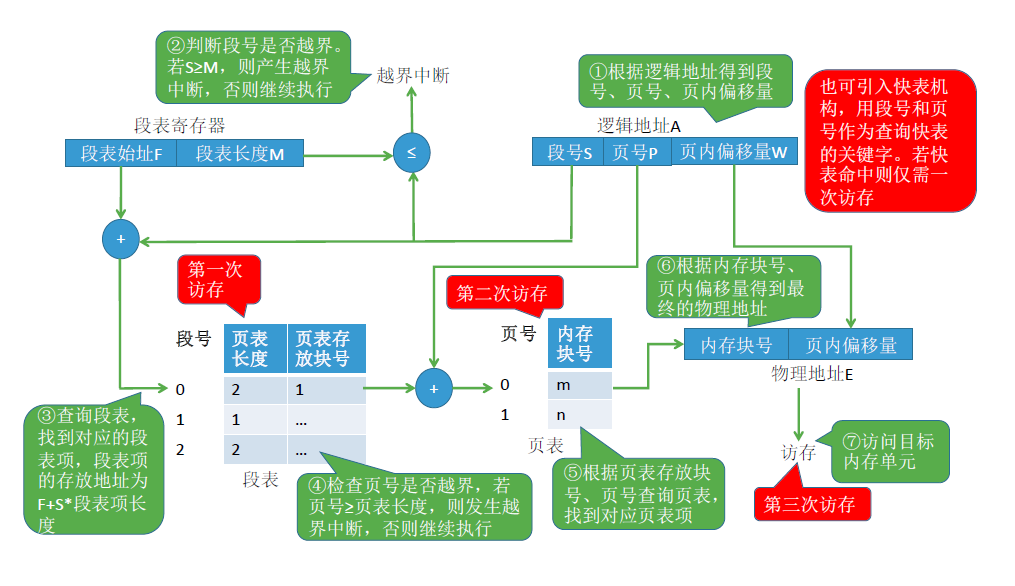 ②判断段号是否越界。
若S≥M，则产生越界
中断，否则继续执行
越界中断
①根据逻辑地址得到段
号、页号、页内偏移量
也可引入快表机
构，用段号和页
号作为查询快表
的关键字。若快
表命中则仅需一
次访存
段表寄存器
段表始址F 段表长度M
≤
逻辑地址A
段号S 页号P 页内偏移量W
+
第一次
访存
第二次访存
⑥根据内存块号、
页内偏移量得到最
终的物理地址
段号 页表长度 页表存放块号
0 2 1
1 1 ...
2 2 ...
段表
+
页号 内存块号
0 m
1 n
页表
内存块号 页内偏移量
物理地址E
③查询段表，
找到对应的段
表项，段表项
的存放地址为
F+S*段表项长
度
④检查页号是否越界，若
页号≥页表长度，则发生越
界中断，否则继续执行
⑤根据页表存放块
号、页号查询页表，
找到对应页表项
访存
⑦访问目标
内存单元
第三次访存